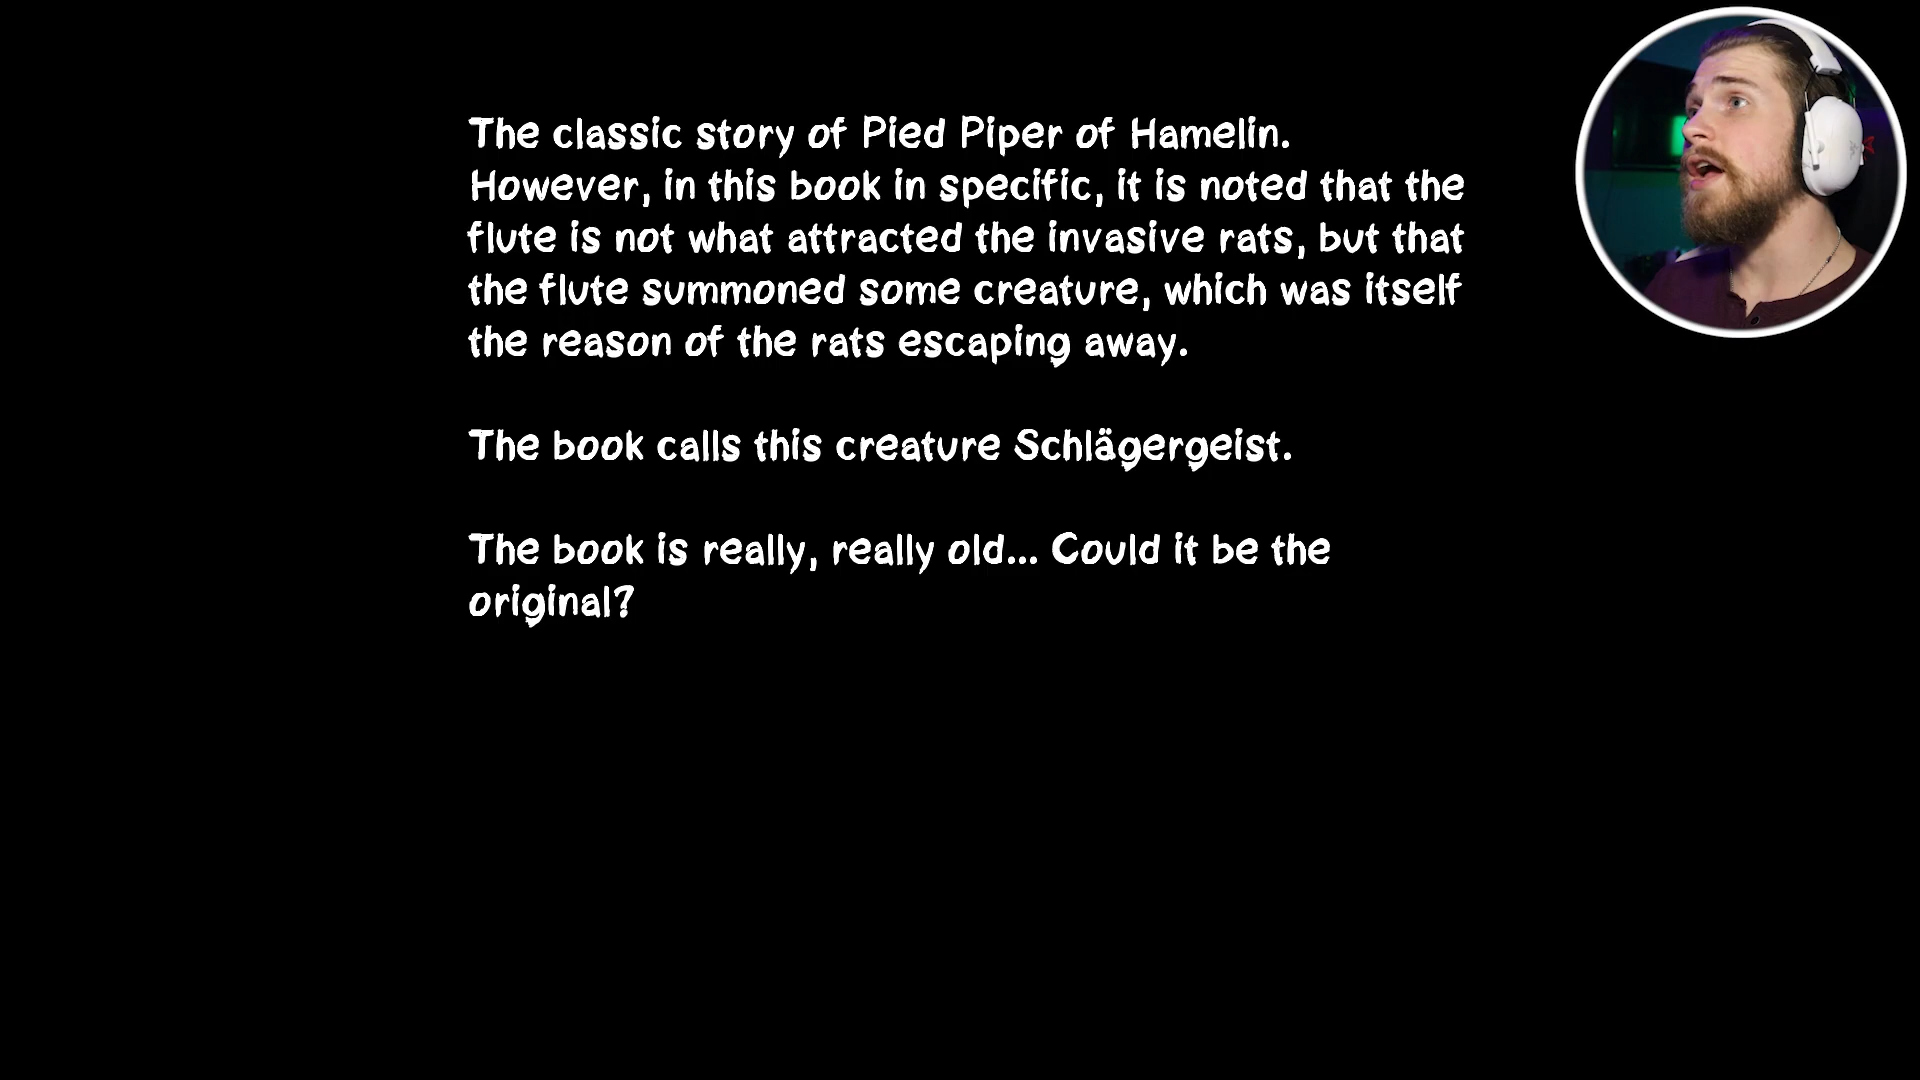 The classic story of Pied Piper of Hamelin.
However, in this book in specific, it is noted that the
flute is not what attracted the invasive rats, but that
the flute summoned some creature, which was itself
the reason of the rats escaping away.
The book calls this creature Schlägergeist.
The book is really, really old... Could it be the
original?